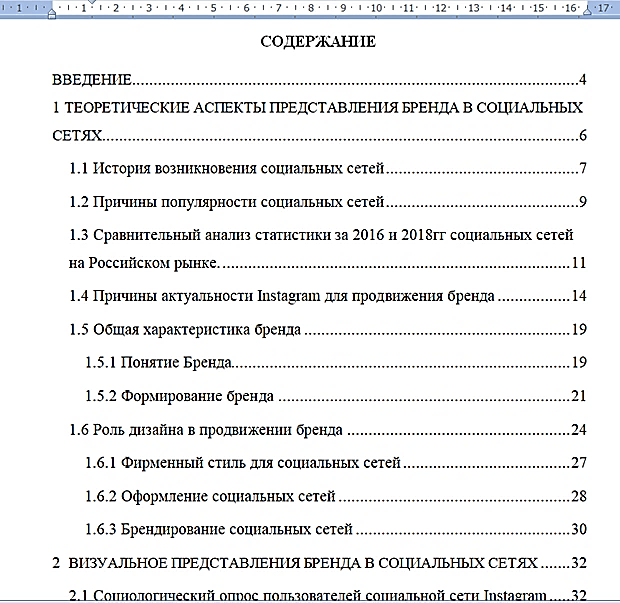 1 1 2 3 4 5 6 7 8 9 10 11 12 13 14 15 16 17
СОДЕРЖАНИЕ
ВВЕДЕНИЕ...4
1 ТЕОРЕТИЧЕСКИЕ АСПЕКТЫ ПРЕДСТАВЛЕНИЯ БРЕНДА В СОЦИАЛЬНЫХ
СЕТЯХ...6
1.1 История возникновения социальных сетей...7
1.2 Причины популярности социальных сетей...9
1.3 Сравнительный анализ статистики за 2016 и 2018гг социальных сетей
на Российском рынке...11
1.4 Причины актуальности Instagram для продвижения бренда...14
1.5 Общая характеристика бренда...19
1.5.1 Понятие Бренда...19
1.5.2 Формирование бренда...21
1.6 Роль дизайна в продвижении бренда...24
1.6.1 Фирменный стиль для социальных сетей...27
1.6.2 Оформление социальных сетей...28
1.6.3 Брендирование социальных сетей...30
2 ВИЗУАЛЬНОЕ ПРЕДСТАВЛЕНИЯ БРЕНДА В СОЦИАЛЬНЫХ СЕТЯХ...32
2.1 Социологический опрос пользователей социальной сети Instagram...32